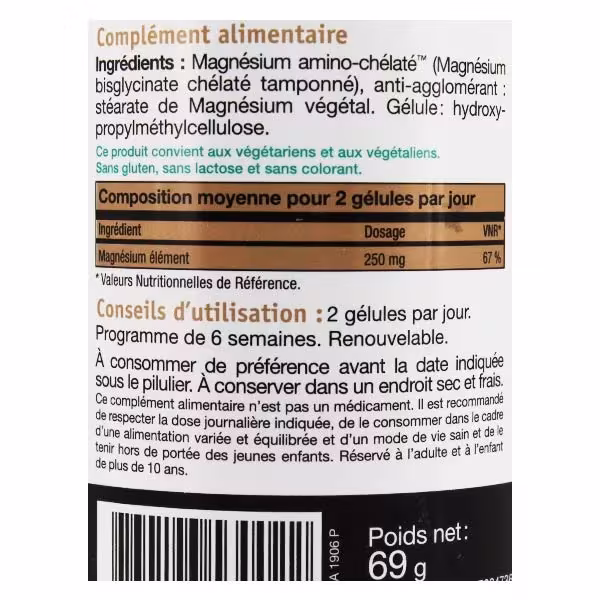 Complément alimentaire
Ingrédients : Magnésium amino-chélaté™ (Magnésium
bisglycinate chélaté tamponné), anti-agglomérant :
stéarate de Magnésium végétal. Gélule : hydroxy-
propylméthylcellulose.
Ce produit convient aux végétariens et aux végétaliens.
Sans gluten, sans lactose et sans colorant.
Composition moyenne pour 2 gélules par jour
Ingrédient Dosage VNR*
Magnésium élément 250 mg 67 %
* Valeurs Nutritionnelles de Référence.
Conseils d'utilisation : 2 gélules par jour.
Programme de 6 semaines. Renouvelable.
À consommer de préférence avant la date indiquée
sous le pilulier. À conserver dans un endroit sec et frais.
Ce complément alimentaire n'est pas un médicament. Il est recommandé
de respecter la dose journalière indiquée, de le consommer dans le cadre
d'une alimentation variée et équilibrée et d'un mode de vie sain et de le
tenir hors de portée des jeunes enfants. Réservé à l'adulte et à l'enfant
de plus de 10 ans.
A 1906 P
Poids net :
69 g